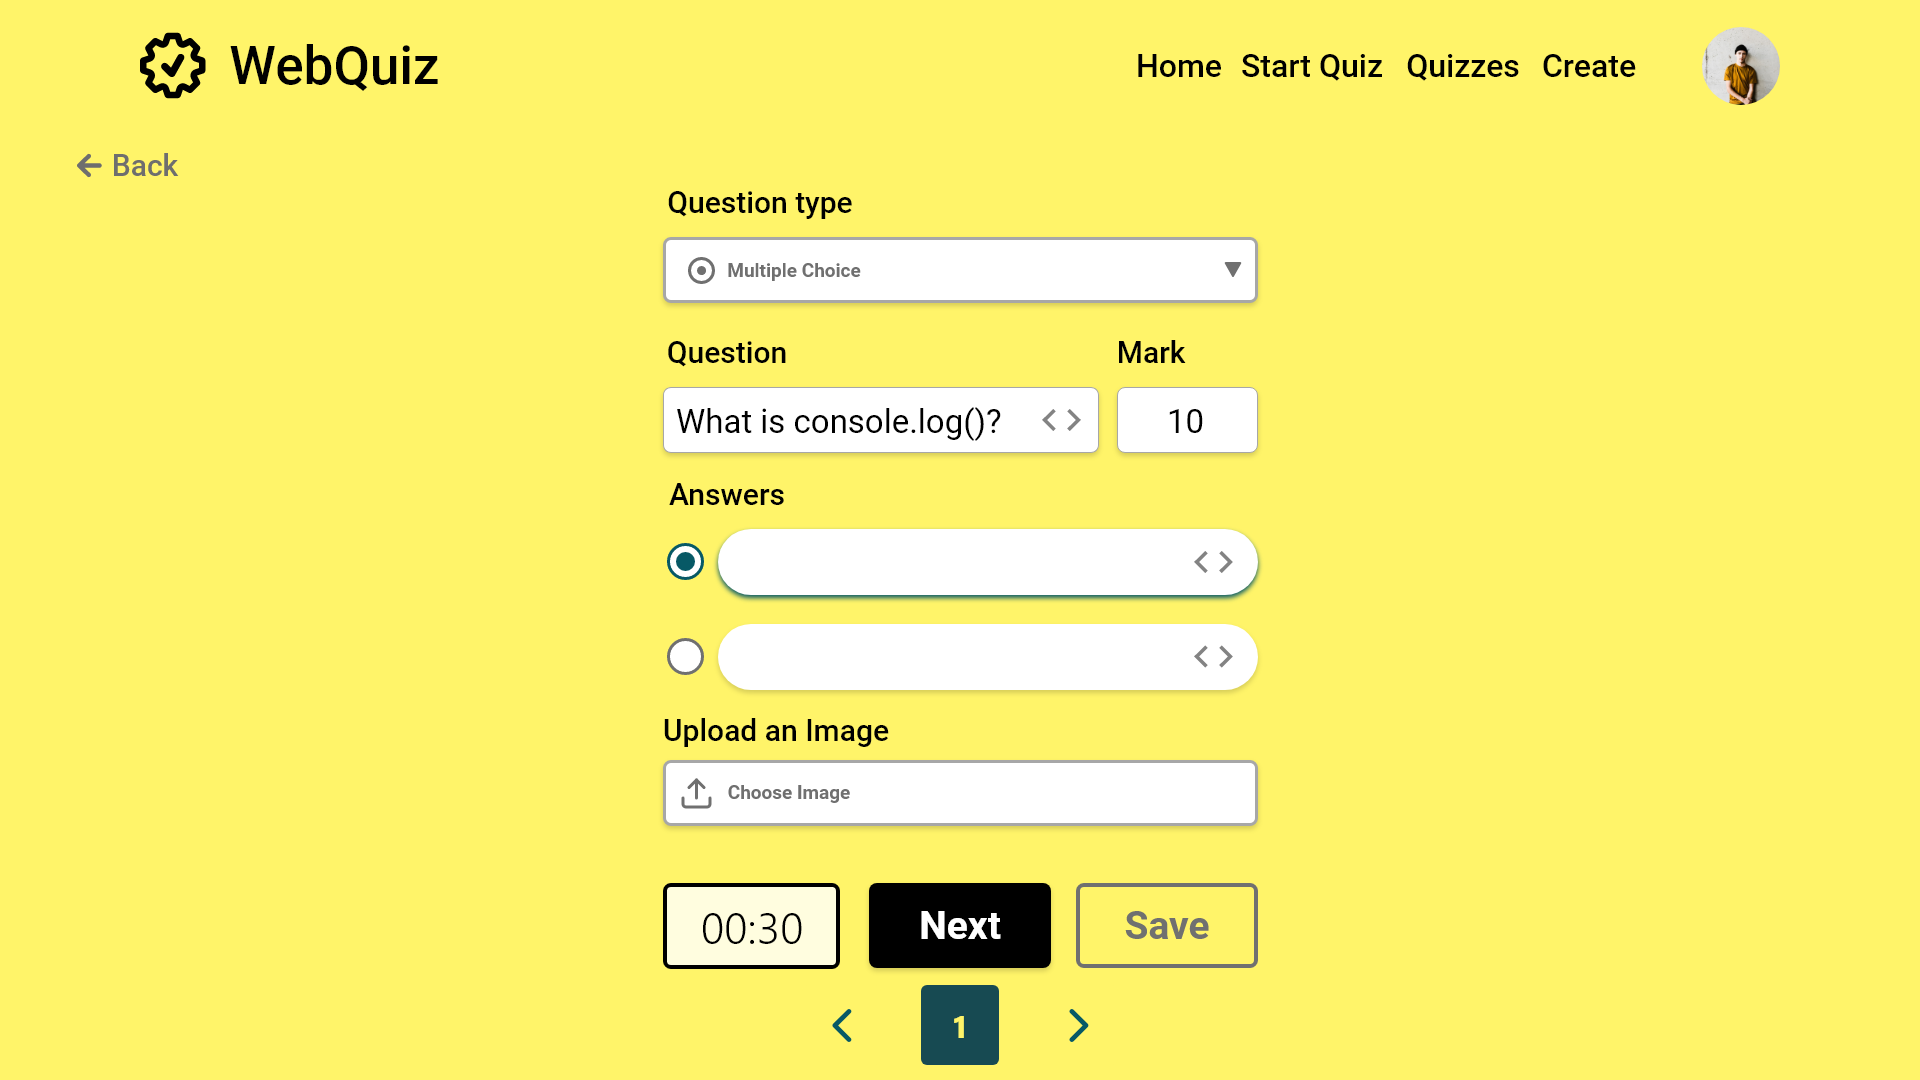 WebQuiz
Home Start Quiz Quizzes Create
Back
Question type
Multiple Choice
Question Mark
What is console.log()? <> 10
Answers
<>
<>
Upload an Image
Choose Image
00:30 Next Save
1